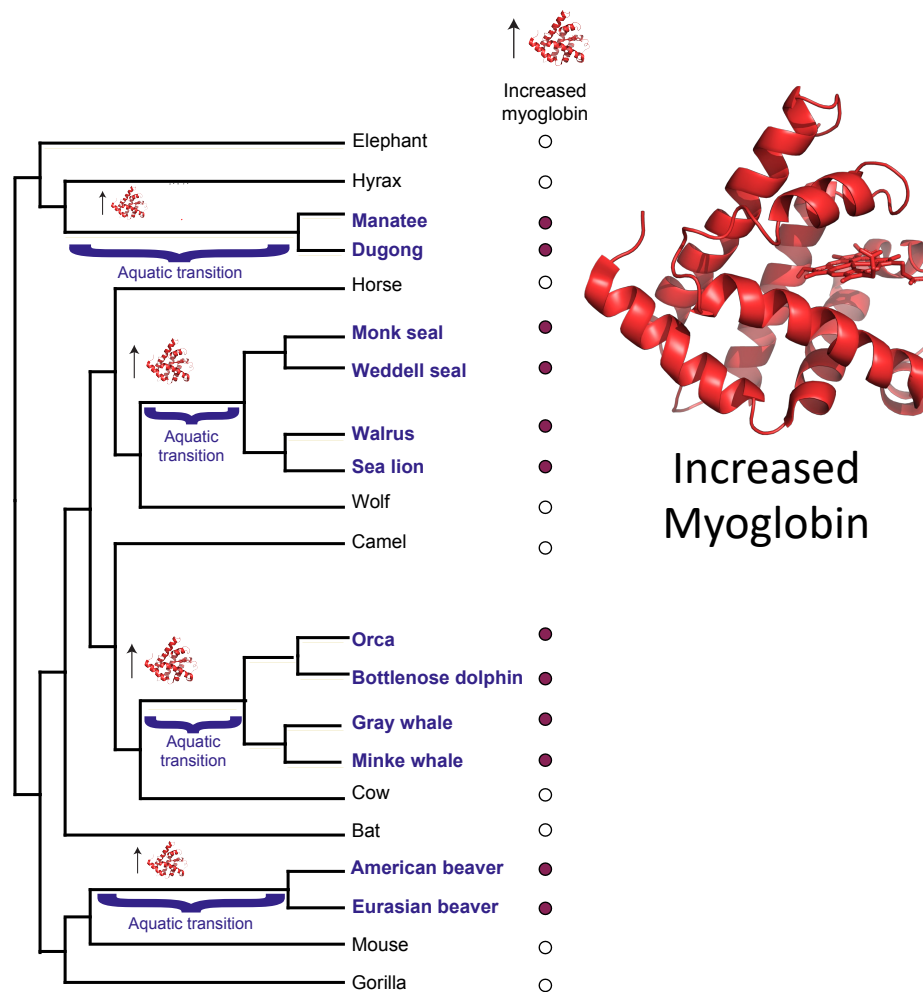 Increased
myoglobin
Elephant
Hyrax
Manatee
Dugong
Aquatic transition
Horse
Monk seal
Weddell seal
Aquatic
transition
Walrus
Sea lion
Wolf
Camel
Orca
Bottlenose dolphin
Gray whale
Aquatic
transition
Minke whale
Cow
Bat
American beaver
Eurasian beaver
Aquatic transition
Mouse
Gorilla
Increased
Myoglobin